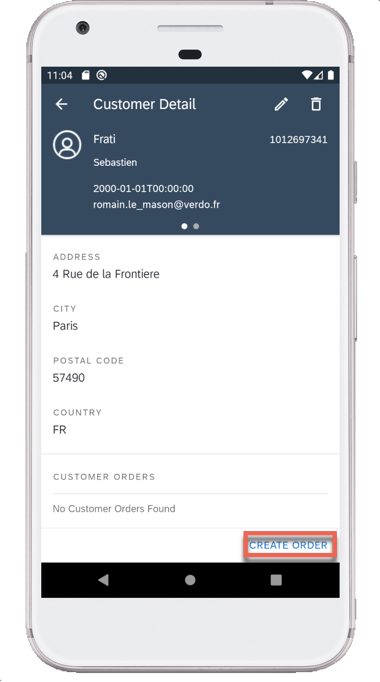 11:04
Customer Detail
Frati 1012697341
Sebastien
2000-01-01T00:00:00
romain.le_mason@verdo.fr
ADDRESS
4 Rue de la Frontiere
CITY
Paris
POSTAL CODE
57490
COUNTRY
FR
CUSTOMER ORDERS
No Customer Orders Found
CREATE ORDER